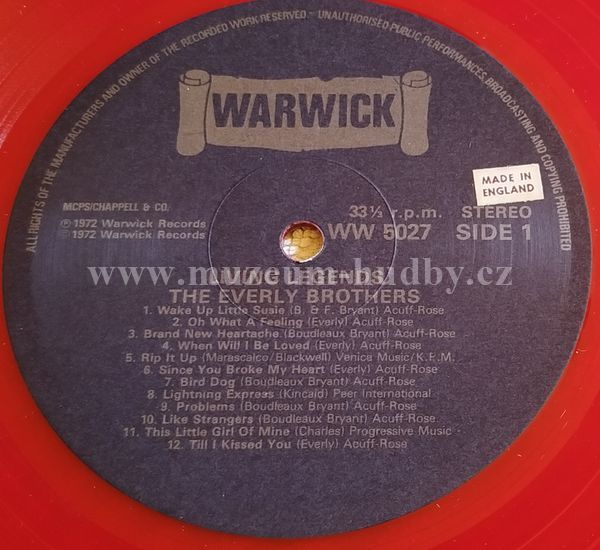 ALL RIGHTS OF THE MANUFACTURERS AND OWNER OF THE RECORDED WORK RESERVED – UNAUTHORISED PUBLIC PERFORMANCES, BROADCASTING AND COPYING PROHIBITED
WARWICK
MADE IN
ENGLAND
MCPS/CHAPPELL & CO.
℗ 1972 Warwick Records
© 1972 Warwick Records
33⅓ r.p.m. STEREO
WW 5027 SIDE 1
LIVING LEGENDS
www.muzeum-hudby.cz
THE EVERLY BROTHERS
1. Wake Up Little Susie (B. & F. Bryant) Acuff-Rose
2. Oh What A Feeling (Everly) Acuff-Rose
3. Brand New Heartache (Boudleaux Bryant) Acuff-Rose
4. When Will I Be Loved (Everly) Acuff-Rose
5. Rip It Up (Marascalco/Blackwell) Venice Music/K.P.M.
6. Since You Broke My Heart (Everly) Acuff-Rose
7. Bird Dog (Boudleaux Bryant) Acuff-Rose
8. Lightning Express (Kincaid) Peer International
9. Problems (Boudleaux Bryant) Acuff-Rose
10. Like Strangers (Boudleaux Bryant) Acuff-Rose
11. This Little Girl Of Mine (Charles) Progressive Music
12. Till I Kissed You (Everly) Acuff-Rose